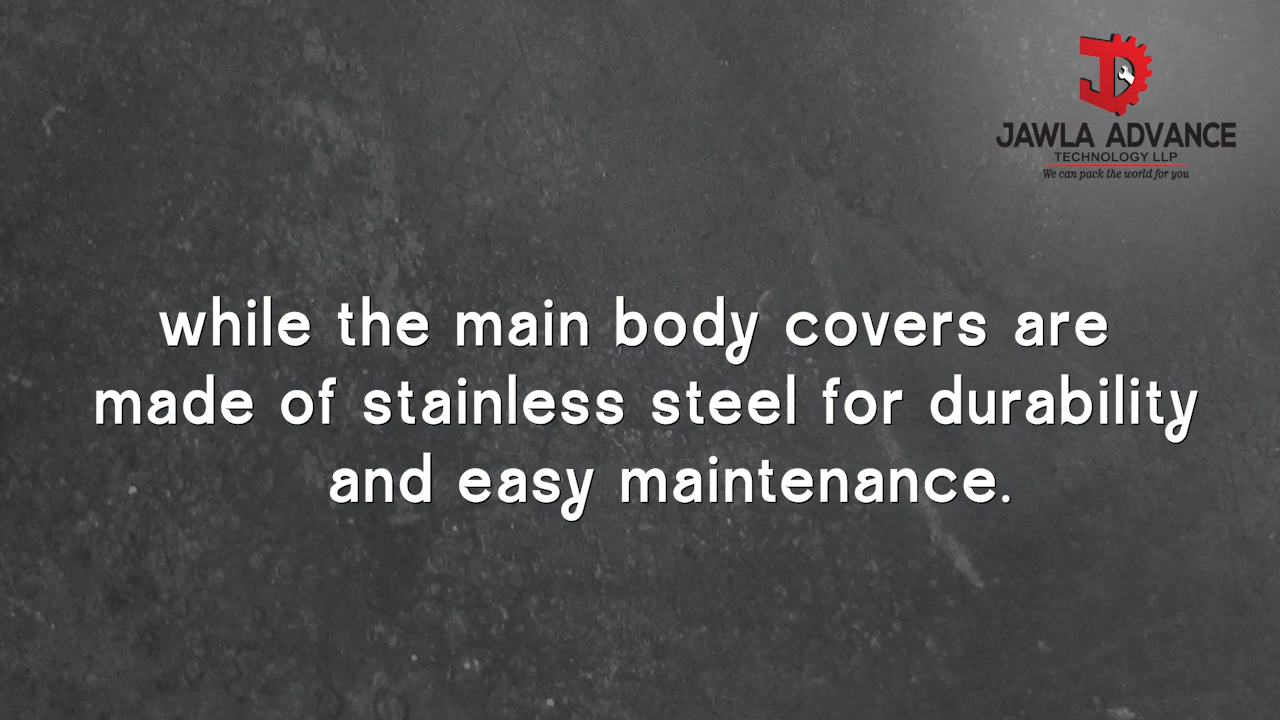 JAWLA ADVANCE
TECHNOLOGY LLP
We can pack the world for you
while the main body covers are
made of stainless steel for durability
and easy maintenance.